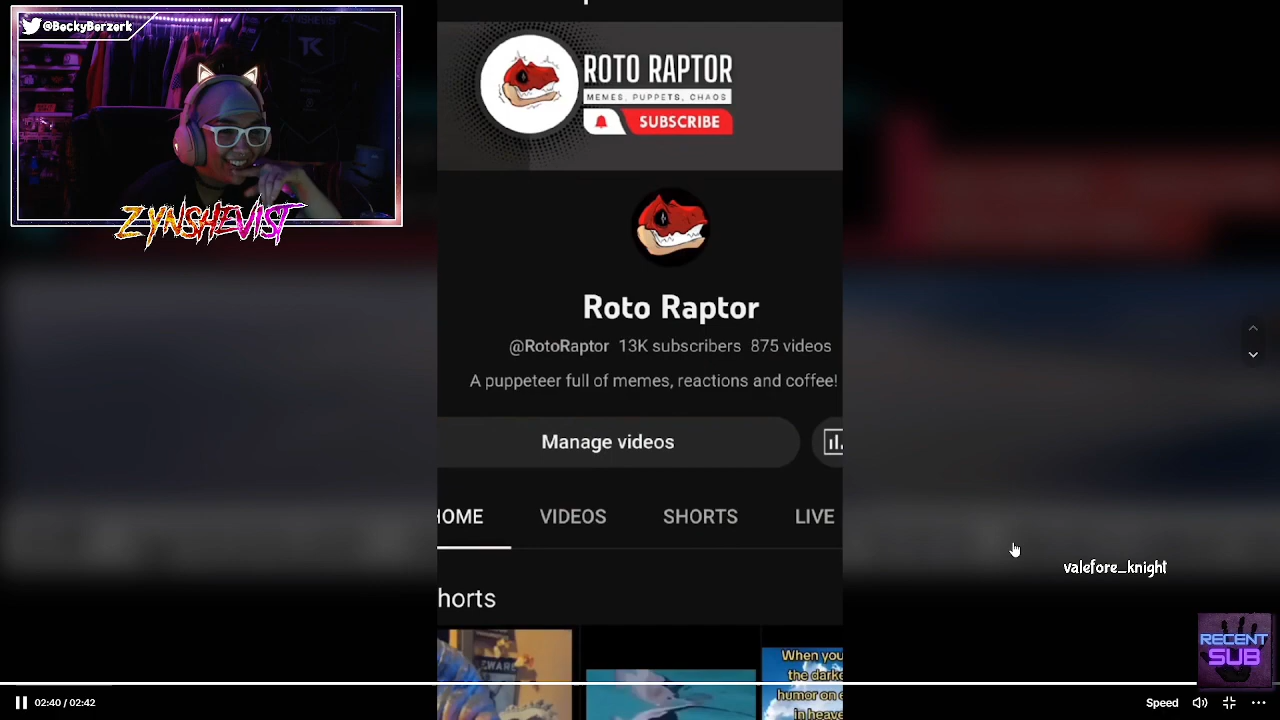 @BeckyBerzerk
ZYNSHEVIST
TK
ROTO RAPTOR
MEMES, PUPPETS, CHAOS
SUBSCRIBE
Roto Raptor
@RotoRaptor 13K subscribers 875 videos
A puppeteer full of memes, reactions and coffee!
Manage videos
HOME VIDEOS SHORTS LIVE
horts
When you
the darke
humor on e
in heave
valefore_knight
RECENT
SUB
02:40 / 02:42
Speed